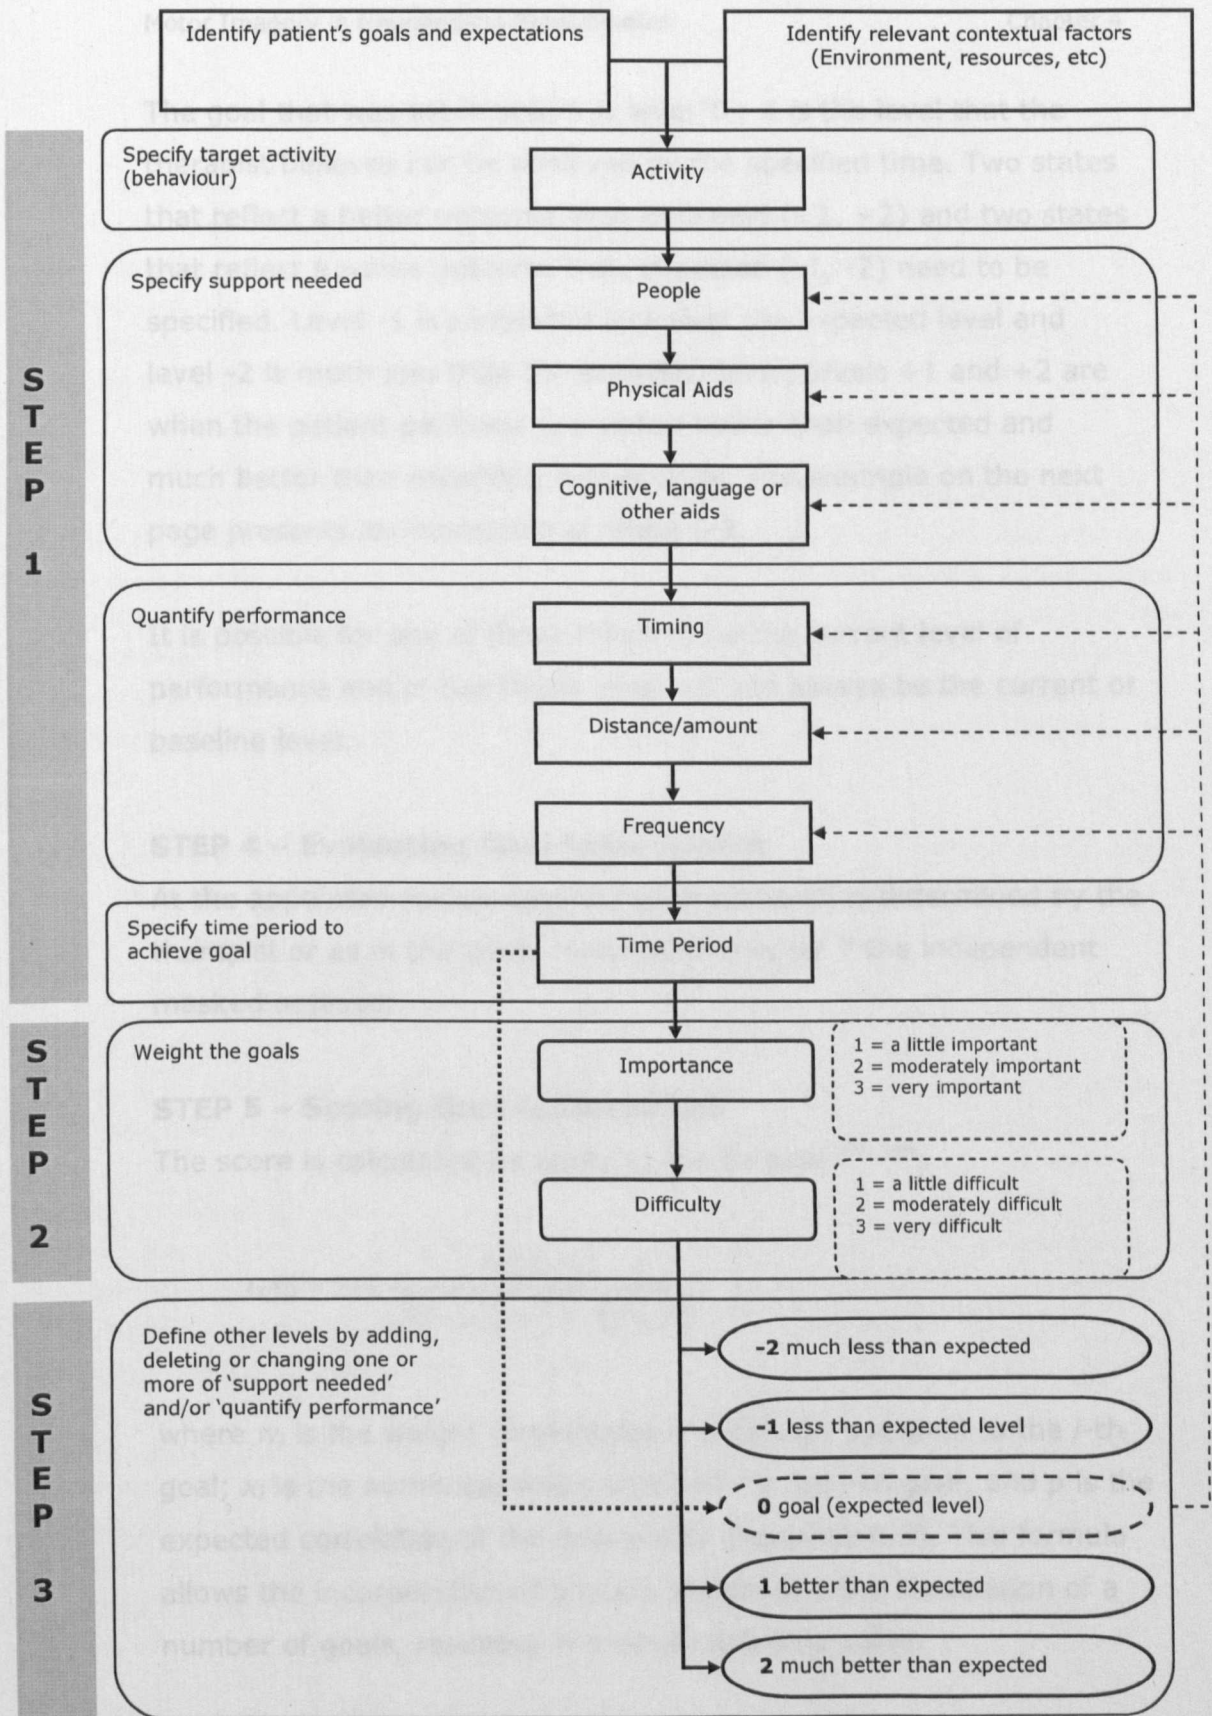 Identify patient's goals and expectations
Identify relevant contextual factors
(Environment, resources, etc)
STEP 1
Specify target activity
(behaviour)
Activity
Specify support needed
People
Physical Aids
Cognitive, language or
other aids
Quantify performance
Timing
Distance/amount
Frequency
Specify time period to
achieve goal
Time Period
STEP 2
Weight the goals
Importance
1 = a little important
2 = moderately important
3 = very important
Difficulty
1 = a little difficult
2 = moderately difficult
3 = very difficult
STEP 3
Define other levels by adding,
deleting or changing one or
more of 'support needed'
and/or 'quantify performance'
-2 much less than expected
-1 less than expected level
0 goal (expected level)
1 better than expected
2 much better than expected